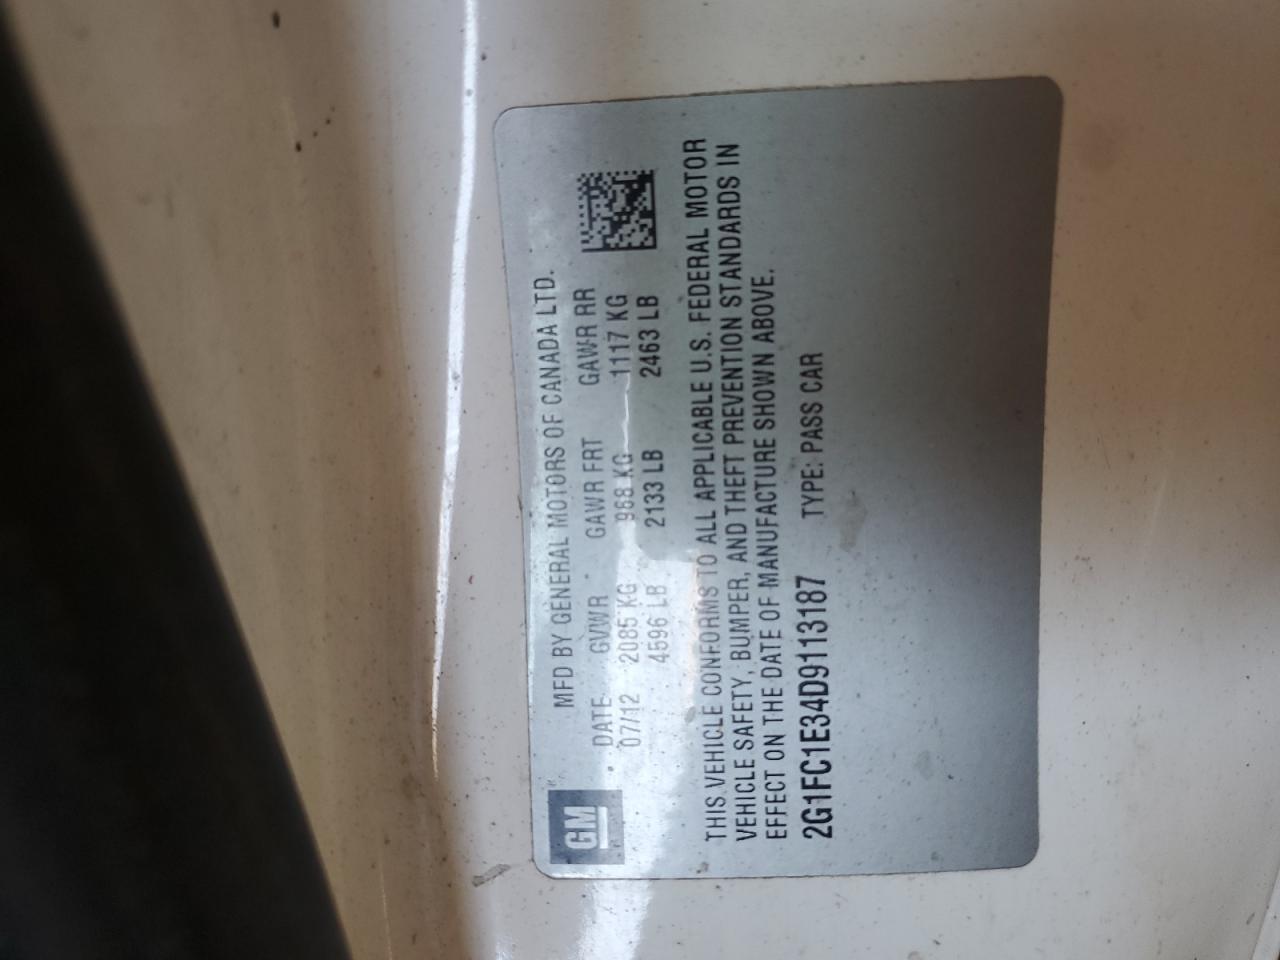 GM
MFD BY GENERAL MOTORS OF CANADA LTD.
DATE GVWR GAWR FRT GAWR RR
07/12 2085 KG 968 KG 1117 KG
4596 LB 2133 LB 2463 LB
THIS VEHICLE CONFORMS TO ALL APPLICABLE U.S. FEDERAL MOTOR
VEHICLE SAFETY, BUMPER, AND THEFT PREVENTION STANDARDS IN
EFFECT ON THE DATE OF MANUFACTURE SHOWN ABOVE.
2G1FC1E34D9113187 TYPE: PASS CAR